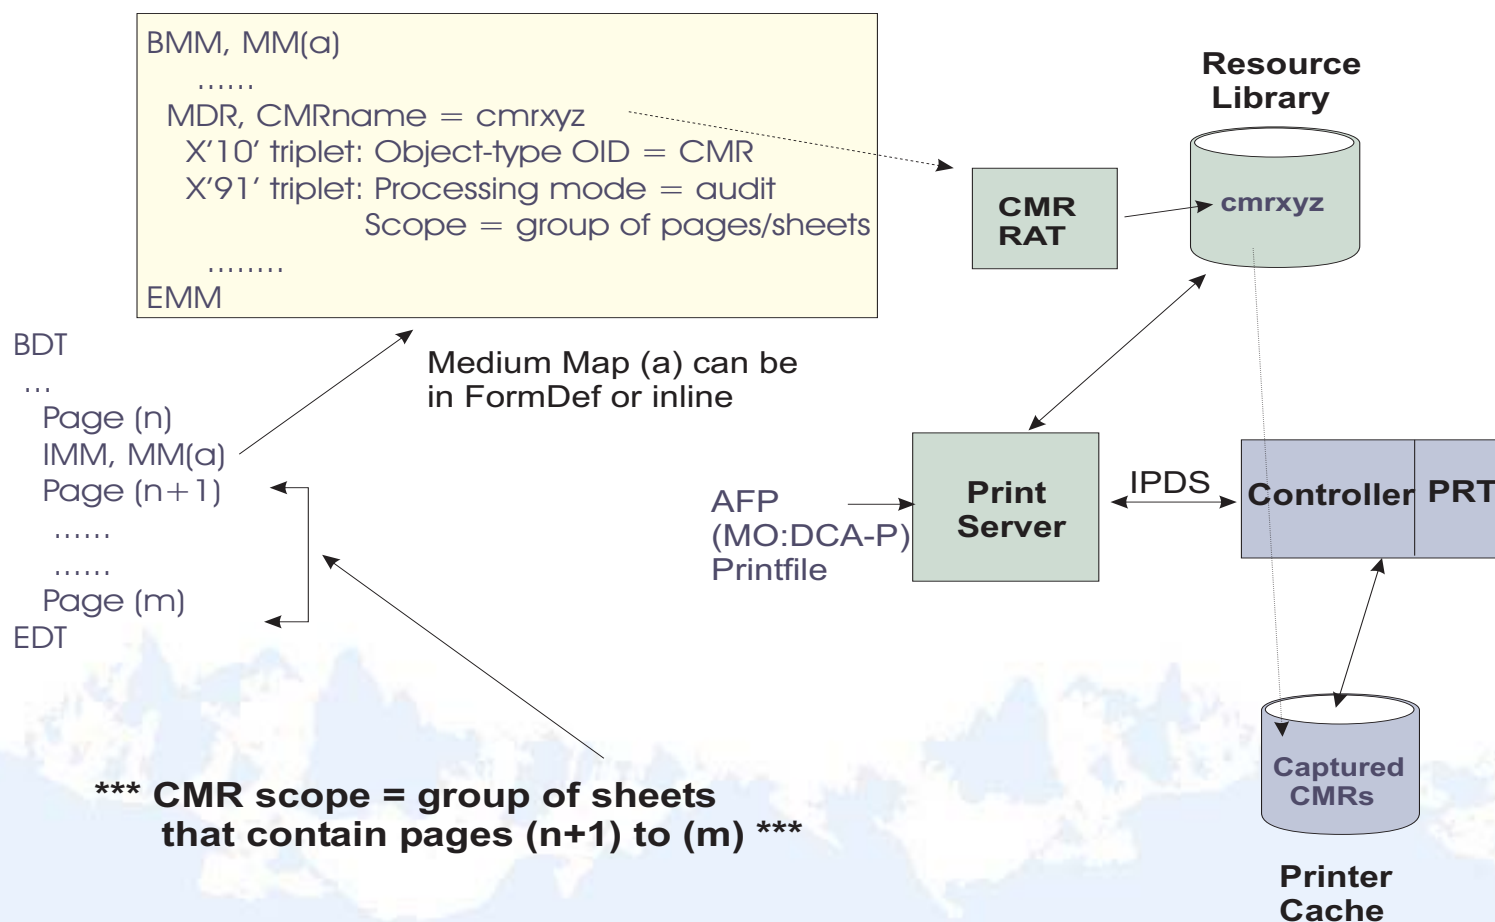 BMM, MM(a)
......
MDR, CMRname = cmrxyz
X'10' triplet: Object-type OID = CMR
X'91' triplet: Processing mode = audit
Scope = group of pages/sheets
........
EMM
BDT
...
Page (n)
IMM, MM(a)
Page (n+1)
......
......
Page (m)
EDT
Medium Map (a) can be
in FormDef or inline
*** CMR scope = group of sheets
that contain pages (n+1) to (m) ***
Resource
Library
CMR
RAT
cmrxyz
AFP
(MO:DCA-P)
Printfile
Print
Server
IPDS
Controller
PRT
Captured
CMRs
Printer
Cache